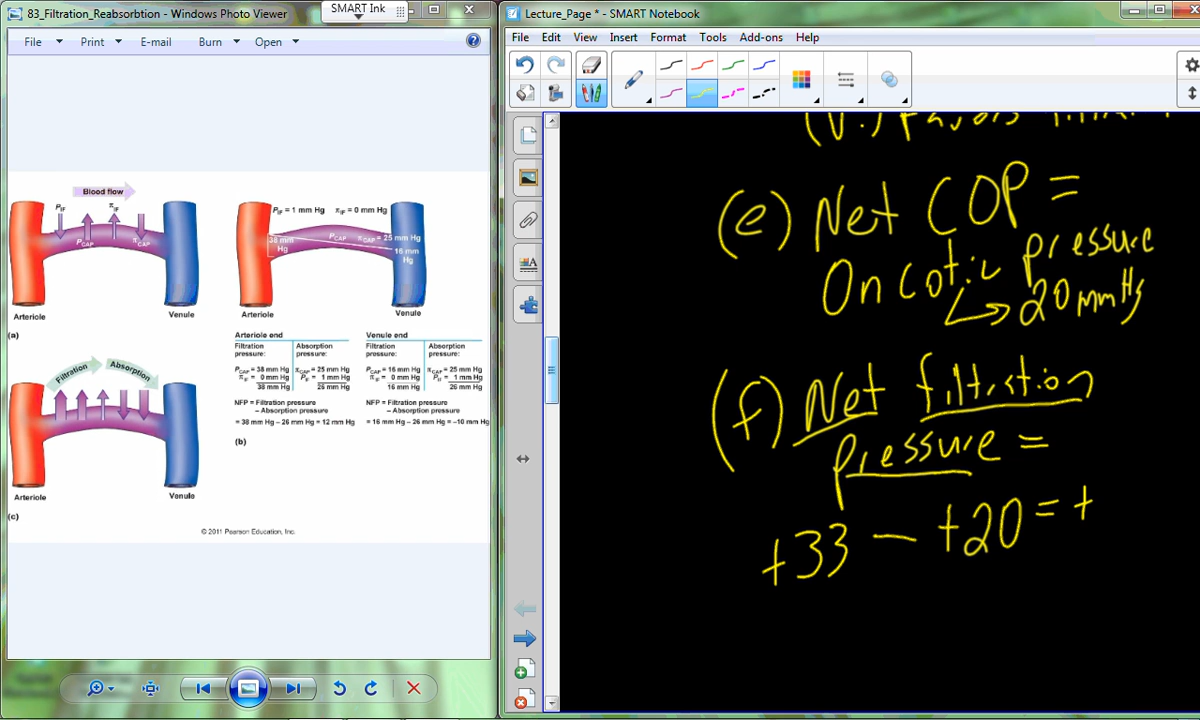 83_Filtration_Reabsorbtion - Windows Photo Viewer
SMART Ink
File Print E-mail Burn Open
Blood flow
PIF
πIF
PCAP
πCAP
Arteriole
Venule
(a)
PIF = 1 mm Hg πIF = 0 mm Hg
38 mm
Hg
PCAP
πCAP = 25 mm Hg
16 mm
Hg
Arteriole
Venule
Arteriole end
Filtration
pressure:
Absorption
pressure:
PCAP = 38 mm Hg
πCAP = 25 mm Hg
πIF = 0 mm Hg
PIF = 1 mm Hg
38 mm Hg
Venule end
Filtration
pressure:
Absorption
pressure:
PCAP = 16 mm Hg
πCAP = 25 mm Hg
πIF = 0 mm Hg
PIF = 1 mm Hg
16 mm Hg
26 mm Hg
NFP = Filtration pressure
– Absorption pressure
= 38 mm Hg – 26 mm Hg = 12 mm Hg
NFP = Filtration pressure
– Absorption pressure
= 16 mm Hg – 26 mm Hg = –10 mm Hg
(b)
Filtration
Absorption
Arteriole
Venule
(c)
© 2011 Pearson Education, Inc.
Lecture_Page * - SMART Notebook
File Edit View Insert Format Tools Add-ons Help
(e) Net COP =
Oncotic pressure
20 mmHg
(f) Net filtration
pressure =
+33 — +20 = +